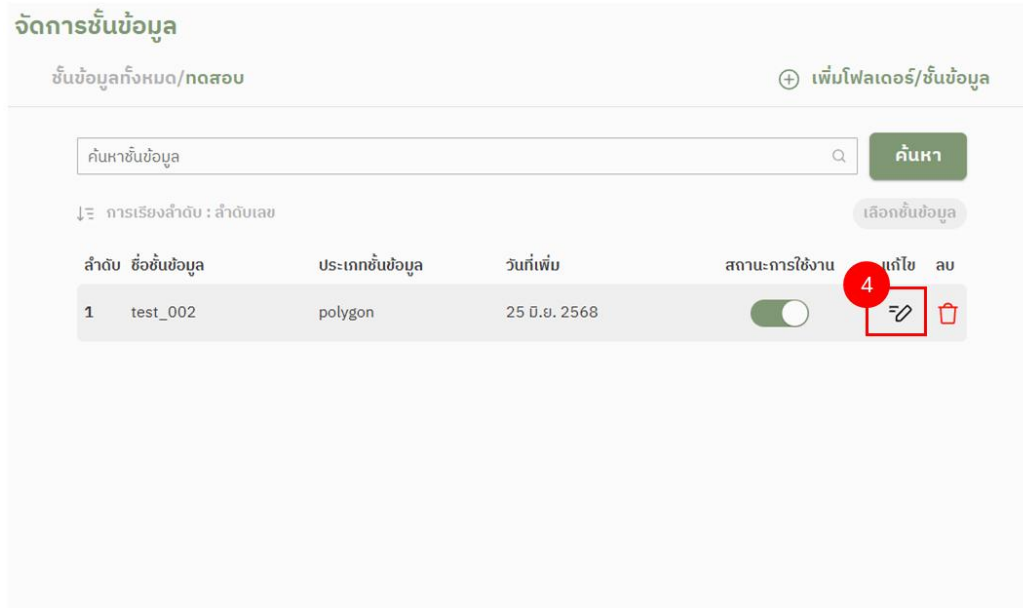 จัดการชั้นข้อมูล
ชั้นข้อมูลทั้งหมด/ทดสอบ
เพิ่มโฟลเดอร์/ชั้นข้อมูล
ค้นหาชั้นข้อมูล
ค้นหา
การเรียงลำดับ : ลำดับเลข
เลือกชั้นข้อมูล
ลำดับ ชื่อชั้นข้อมูล ประเภทชั้นข้อมูล วันที่เพิ่ม สถานะการใช้งาน แก้ไข ลบ
4
1 test_002 polygon 25 มิ.ย. 2568